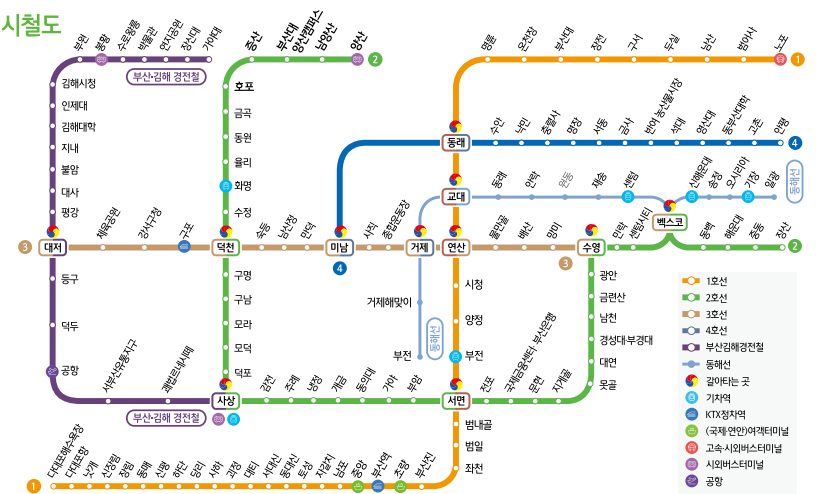 시철도
부원
봉황
수로왕릉
박물관
연지공원
장신대
가야대
부산·김해 경전철
김해시청
인제대
김해대학
지내
불암
대사
평강
3
대저
등구
덕두
공항
서부산유통지구
괘법르네시떼
부산·김해 경전철
사상
증산
부산대
양산캠퍼스
남양산
양산
2
호포
금곡
동원
율리
화명
수정
덕천
구명
구남
모라
모덕
덕포
체육공원
강서구청
구포
숙등
남산정
만덕
미남
4
사직
종합운동장
거제
연산
물만골
배산
망미
수영
3
명륜
온천장
부산대
장전
구서
두실
남산
범어사
노포
1
동래
수안
낙민
충렬사
명장
서동
금사
반여 농산물시장
석대
영산대
동부산대학
고촌
안평
4
교대
동래
안락
원동
재송
센텀
벡스코
신해운대
송정
오시리아
기장
일광
동해선
민락
센텀시티
동백
해운대
중동
장산
2
거제해맞이
부전
동해선
시청
양정
부전
서면
감전
주례
냉정
개금
동의대
가야
부암
전포
국제금융센터·부산은행
문현
지게골
못골
대연
경성대·부경대
남천
금련산
광안
범내골
범일
좌천
1
다대포해수욕장
다대포항
낫개
신장림
장림
동매
신평
하단
당리
사하
괴정
대티
서대신
동대신
토성
자갈치
남포
중앙
부산역
초량
부산진
1호선
2호선
3호선
4호선
부산김해경전철
동해선
갈아타는 곳
기차역
KTX정차역
(국제·연안)여객터미널
고속·시외버스터미널
시외버스터미널
공항